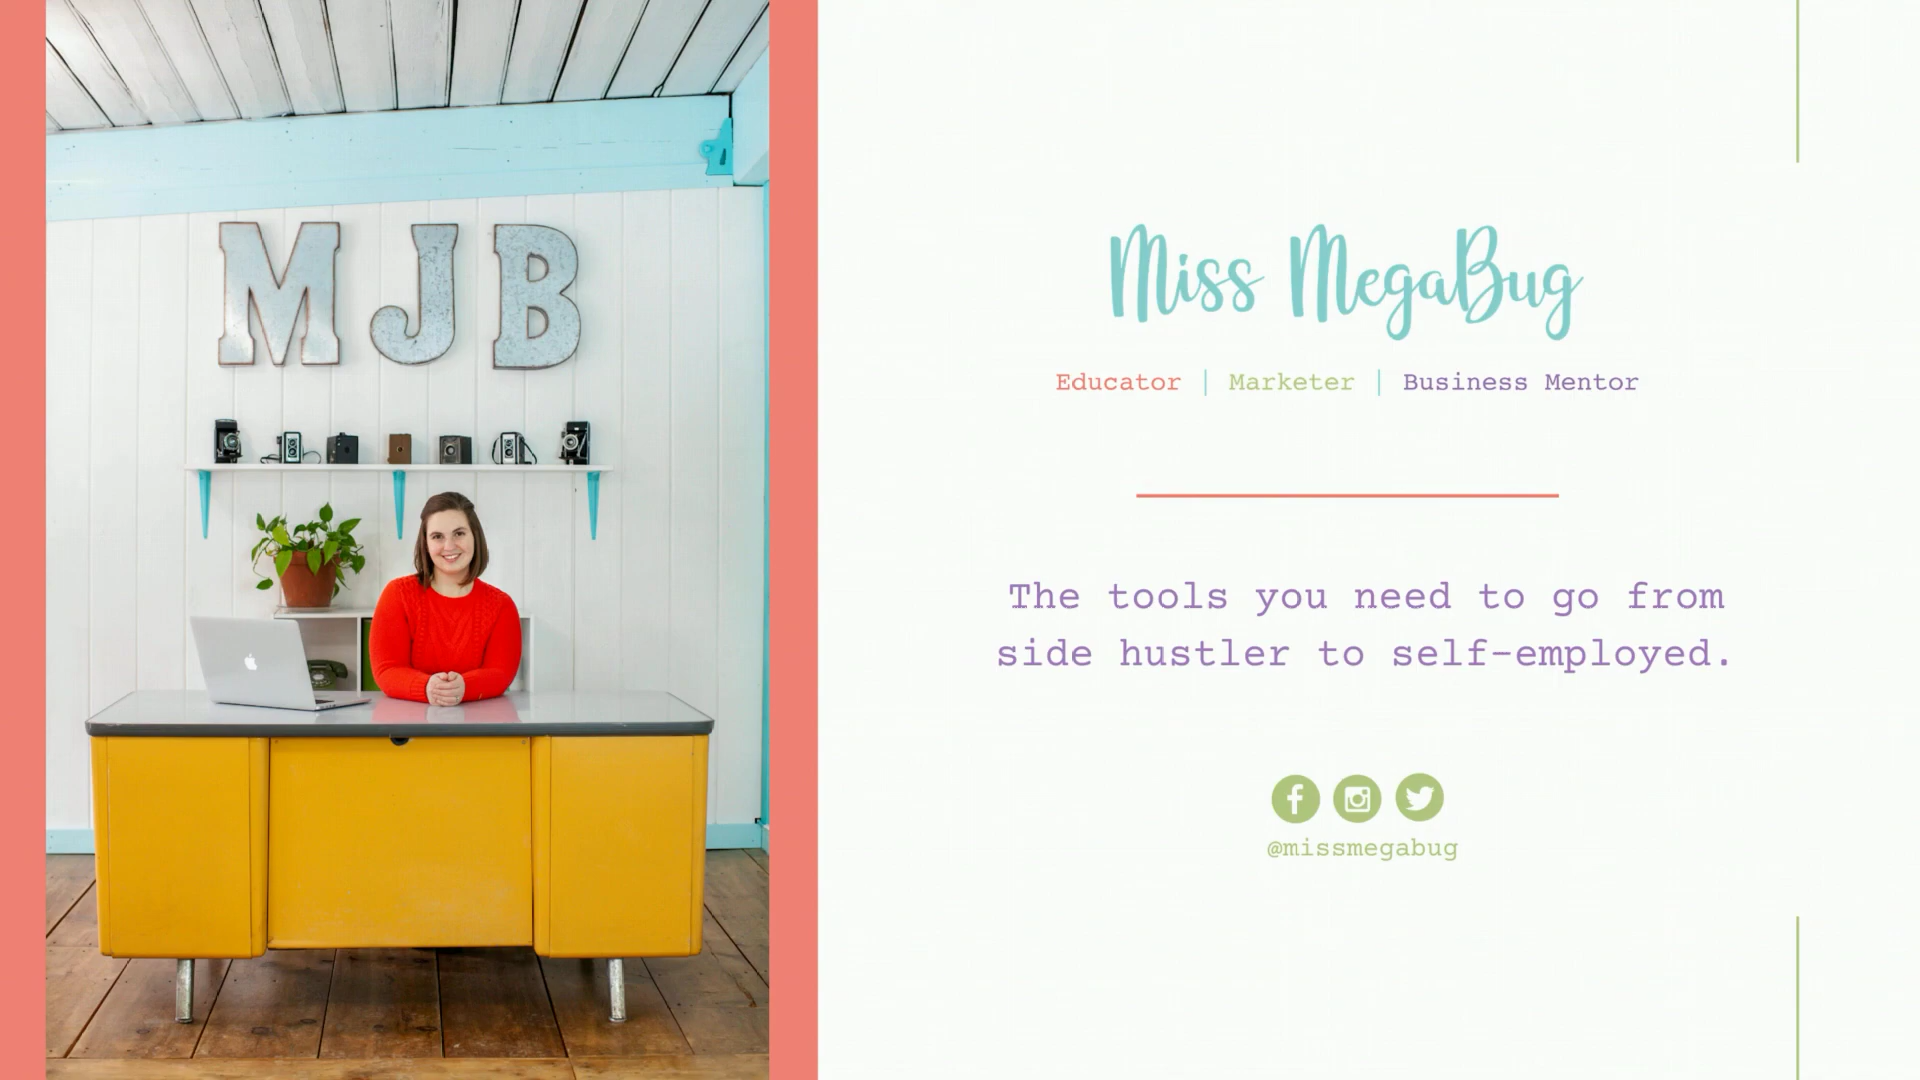 MJB
Miss MegaBug
Educator | Marketer | Business Mentor
The tools you need to go from
side hustler to self-employed.
@missmegabug